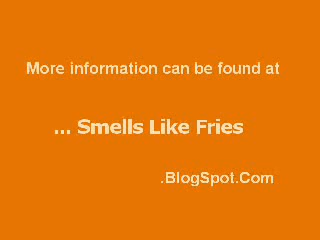 More information can be found at
... Smells Like Fries
.BlogSpot.Com